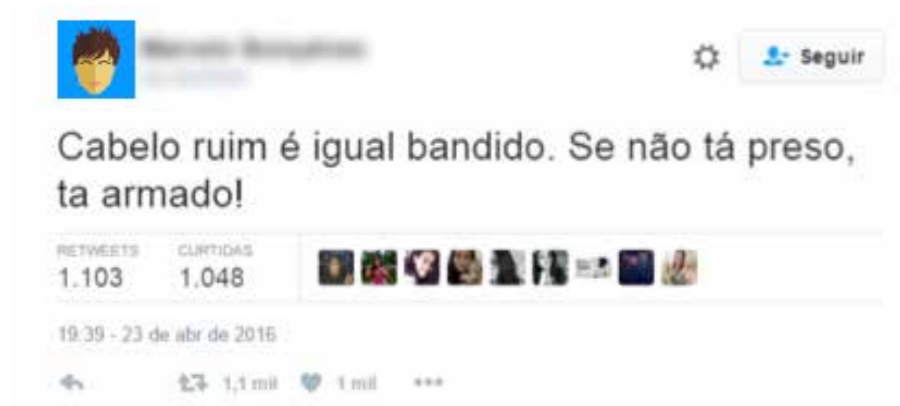 Seguir
Cabelo ruim é igual bandido. Se não tá preso,
ta armado!
RETWEETS CURTIDAS
1.103 1.048
19:39 - 23 de abr de 2016
1,1 mil 1 mil